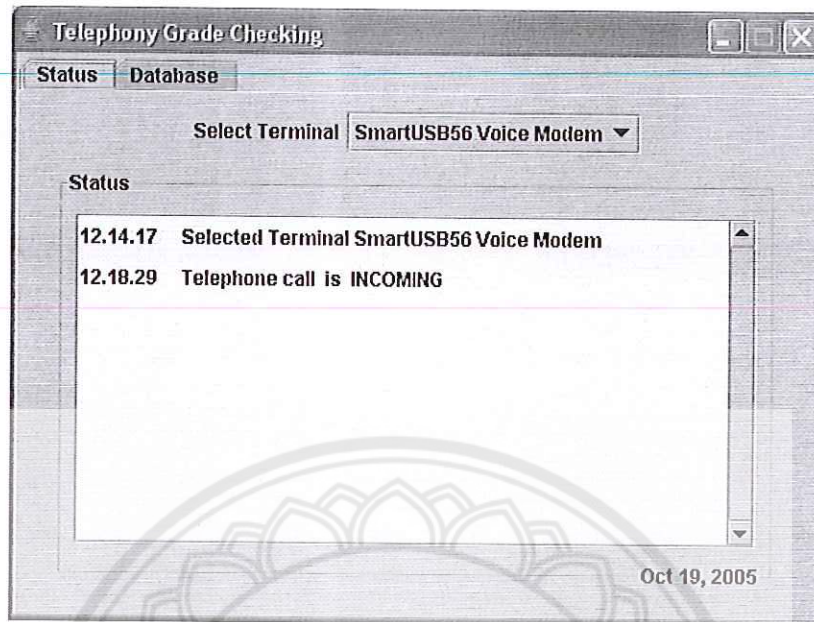 Telephony Grade Checking
Status Database
Select Terminal SmartUSB56 Voice Modem
Status
12.14.17 Selected Terminal SmartUSB56 Voice Modem
12.18.29 Telephone call is INCOMING
Oct 19, 2005